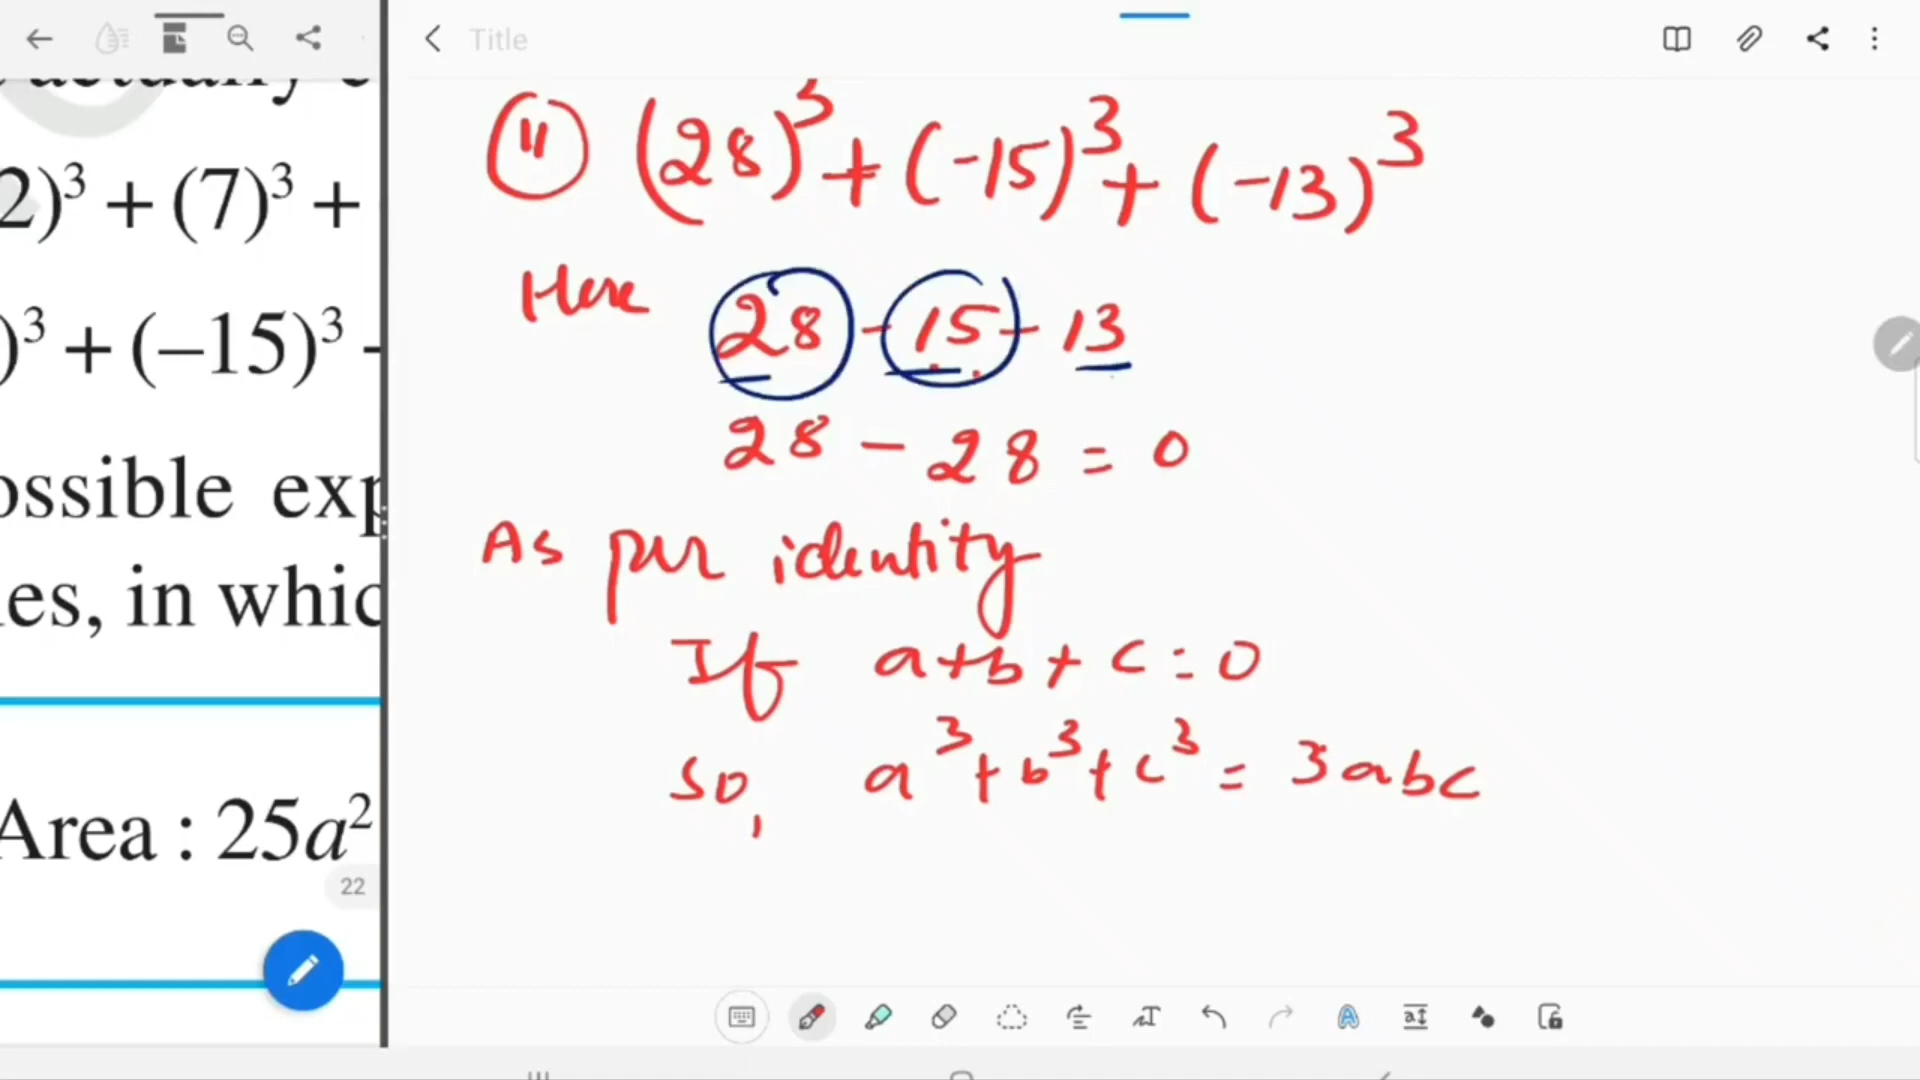 actually
2)³ + (7)³ +
)³ + (–15)³
ossible exp
es, in whic
Area : 25a²
22
Title
(ii) (28)³ + (-15)³ + (-13)³
Here 28 - 15 - 13
28 - 28 = 0
As per identity
If a+b+c=0
So, a³+b³+c³ = 3abc